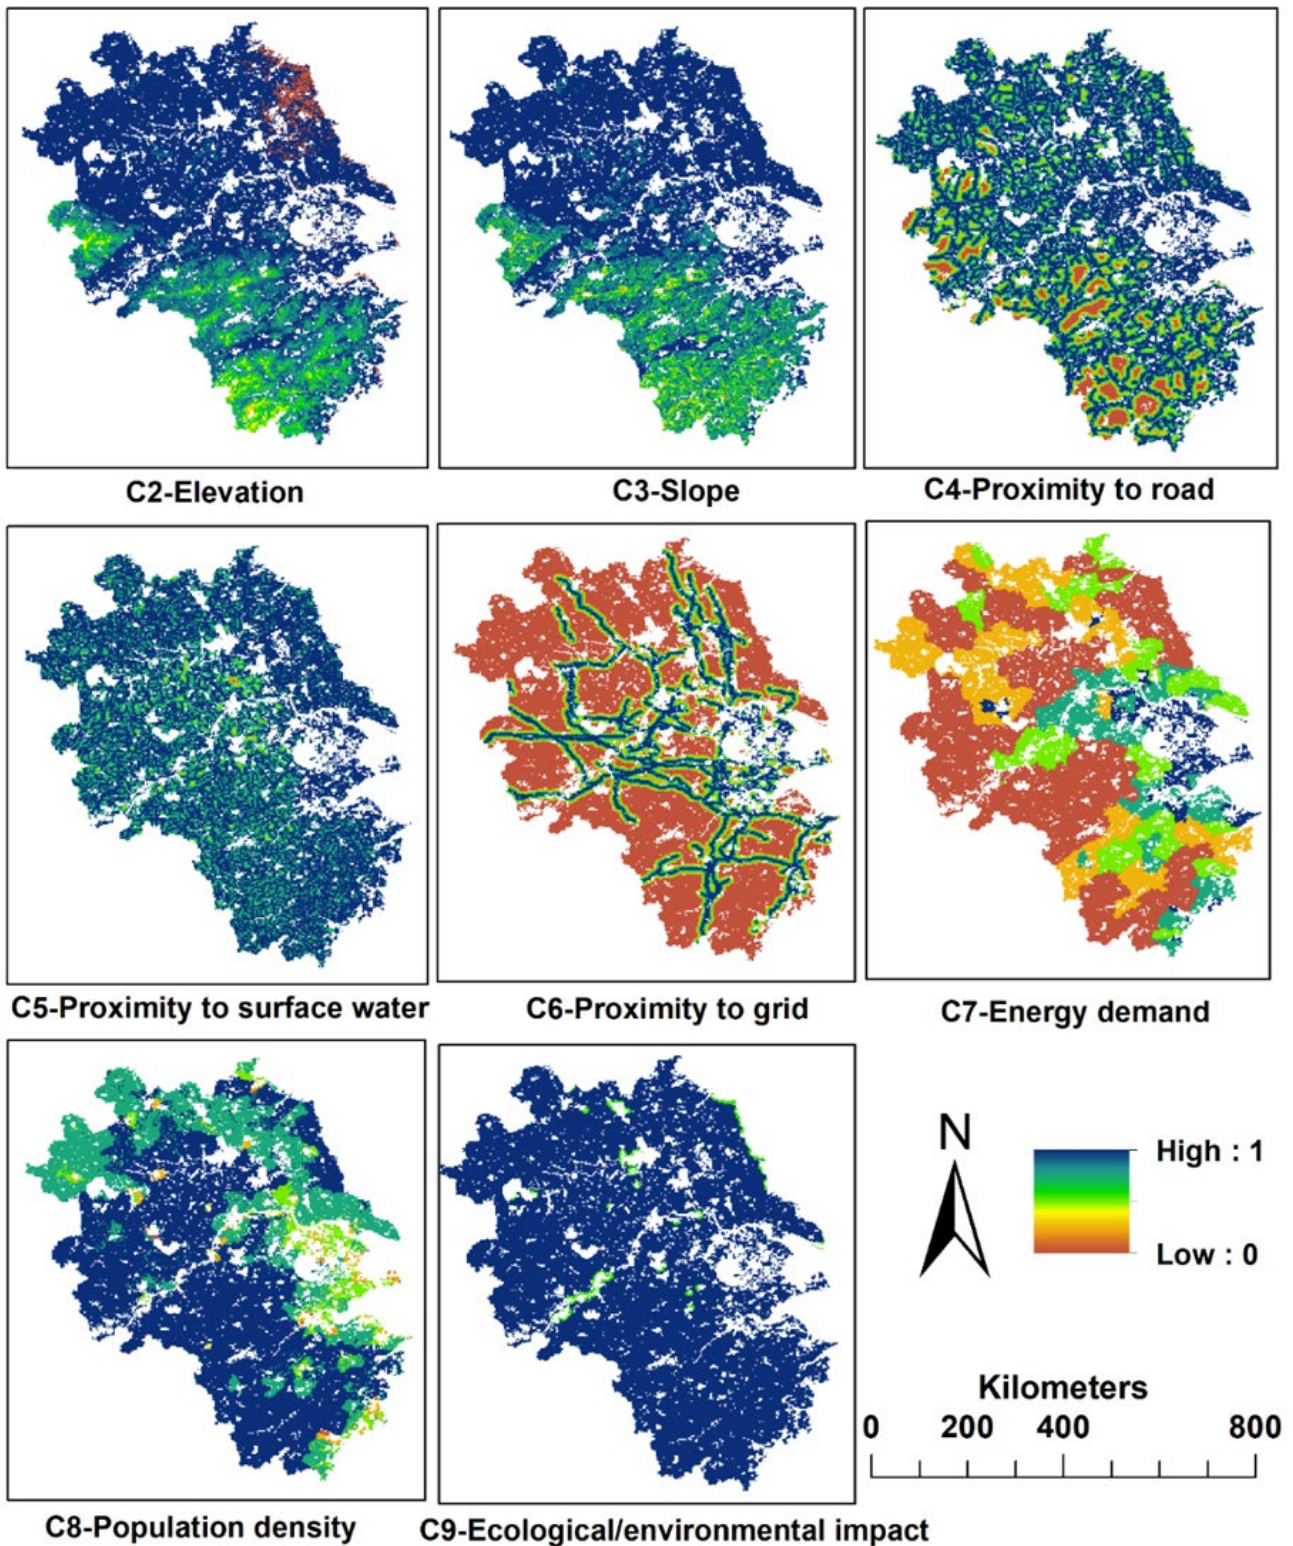 C2-Elevation
C3-Slope
C4-Proximity to road
C5-Proximity to surface water
C6-Proximity to grid
C7-Energy demand
N
High : 1
Low : 0
Kilometers
0 200 400 800
C8-Population density
C9-Ecological/environmental impact